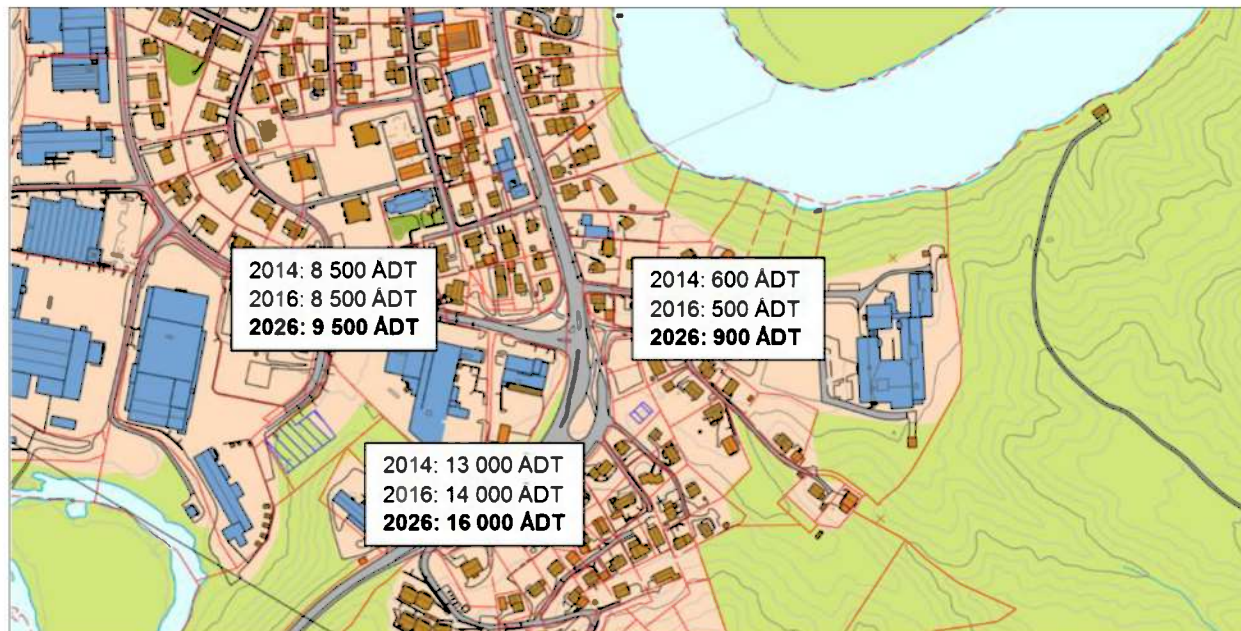 2014: 8 500 ÅDT
2016: 8 500 ÅDT
2026: 9 500 ÅDT
2014: 600 ÅDT
2016: 500 ÅDT
2026: 900 ÅDT
2014: 13 000 ÅDT
2016: 14 000 ÅDT
2026: 16 000 ÅDT